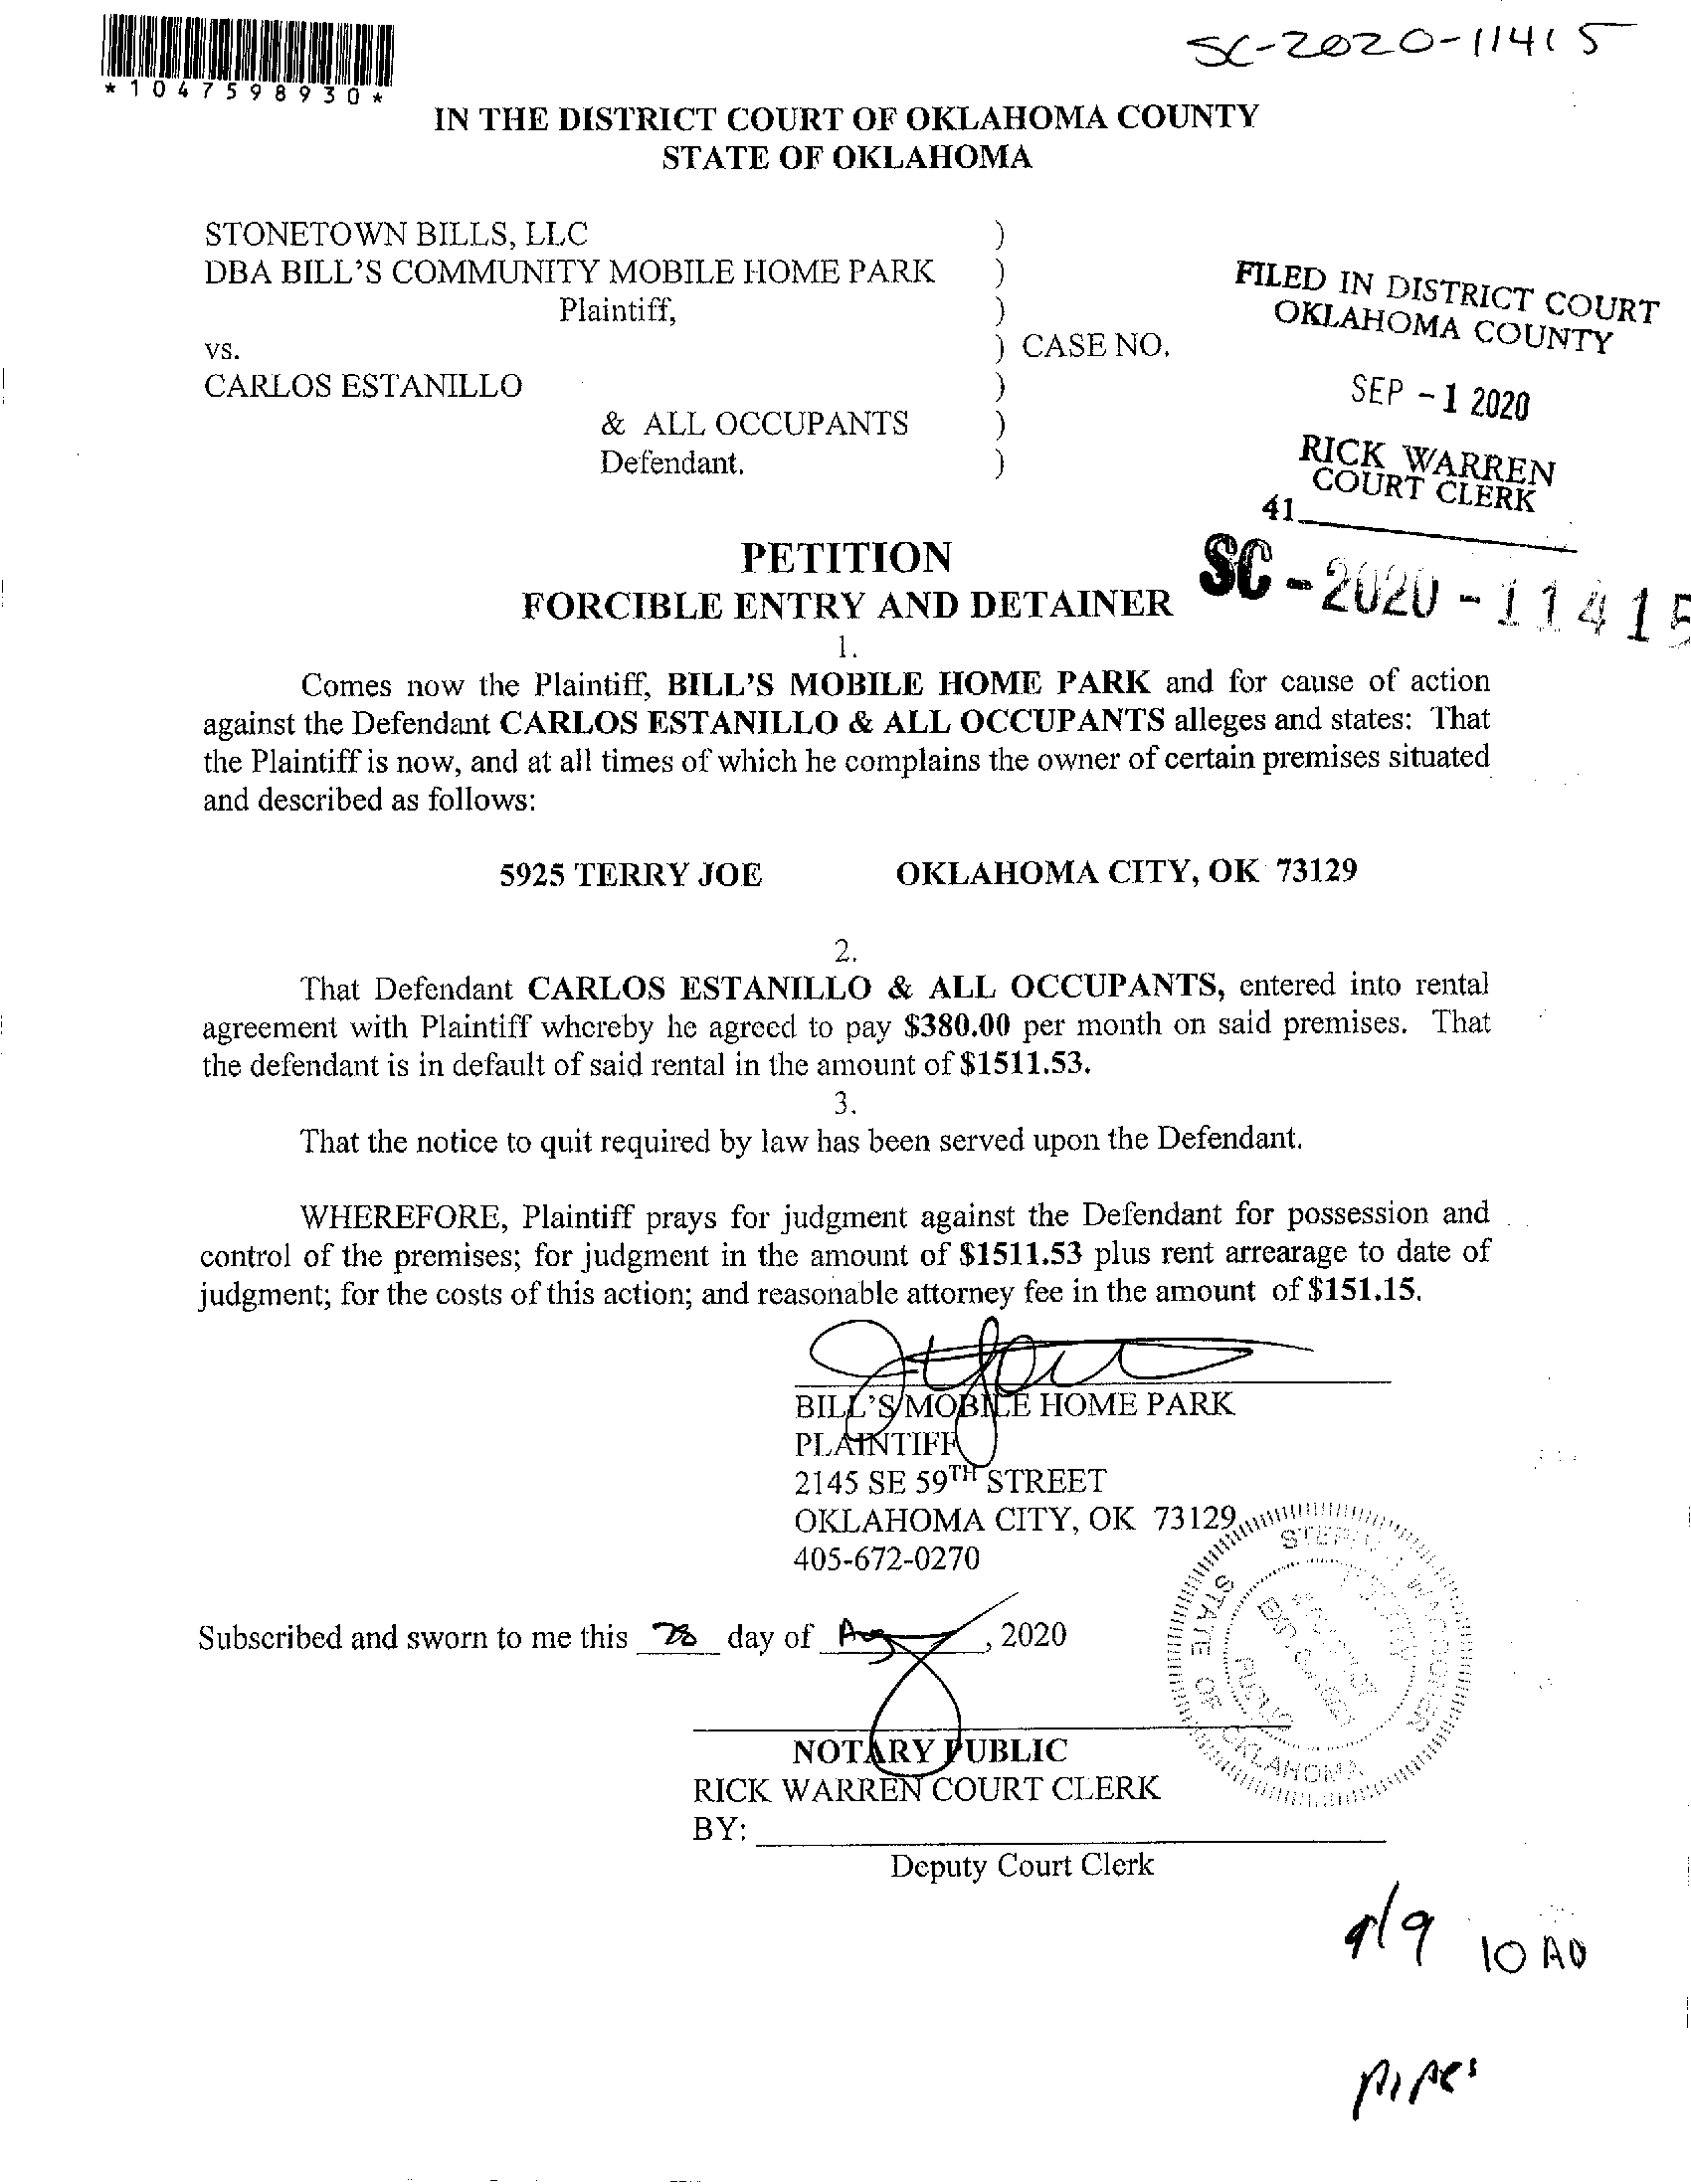 SC-2020-11415
*1047598930*
IN THE DISTRICT COURT OF OKLAHOMA COUNTY
STATE OF OKLAHOMA
STONETOWN BILLS, LLC )
DBA BILL'S COMMUNITY MOBILE HOME PARK )
Plaintiff, )
vs. ) CASE NO.
CARLOS ESTANILLO )
& ALL OCCUPANTS )
Defendant. )
FILED IN DISTRICT COURT
OKLAHOMA COUNTY
SEP - 1 2020
RICK WARREN
COURT CLERK
41
SC - 2020 - 11415
PETITION
FORCIBLE ENTRY AND DETAINER
1.
Comes now the Plaintiff, BILL'S MOBILE HOME PARK and for cause of action
against the Defendant CARLOS ESTANILLO & ALL OCCUPANTS alleges and states: That
the Plaintiff is now, and at all times of which he complains the owner of certain premises situated
and described as follows:
5925 TERRY JOE OKLAHOMA CITY, OK 73129
2.
That Defendant CARLOS ESTANILLO & ALL OCCUPANTS, entered into rental
agreement with Plaintiff whereby he agreed to pay $380.00 per month on said premises. That
the defendant is in default of said rental in the amount of $1511.53.
3.
That the notice to quit required by law has been served upon the Defendant.
WHEREFORE, Plaintiff prays for judgment against the Defendant for possession and
control of the premises; for judgment in the amount of $1511.53 plus rent arrearage to date of
judgment; for the costs of this action; and reasonable attorney fee in the amount of $151.15.
BILL'S MOBILE HOME PARK
PLAINTIFF
2145 SE 59TH STREET
OKLAHOMA CITY, OK 73129
405-672-0270
Subscribed and sworn to me this 28 day of Aug, 2020
STATE OF OKLAHOMA
NOTARY PUBLIC
RICK WARREN COURT CLERK
BY:
Deputy Court Clerk
9/9 10